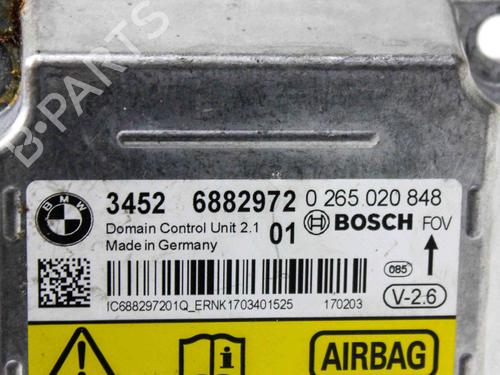 B-PARTS
BMW
3452 6882972 0 265 020 848
Domain Control Unit 2.1 01 BOSCH FOV
Made in Germany
085
IC688297201Q_ERNK1703401525 170203 V-2.6
i
AIRBAG